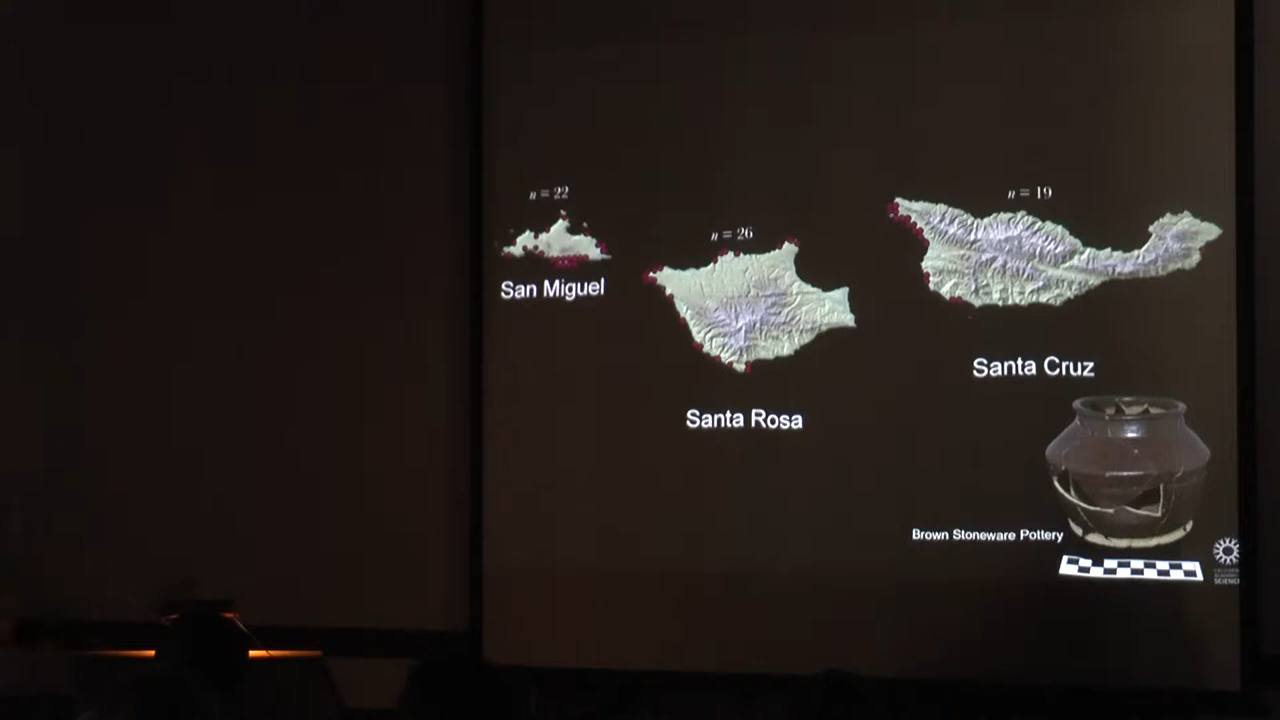 n = 22
n = 19
n = 26
San Miguel
Santa Cruz
Santa Rosa
Brown Stoneware Pottery